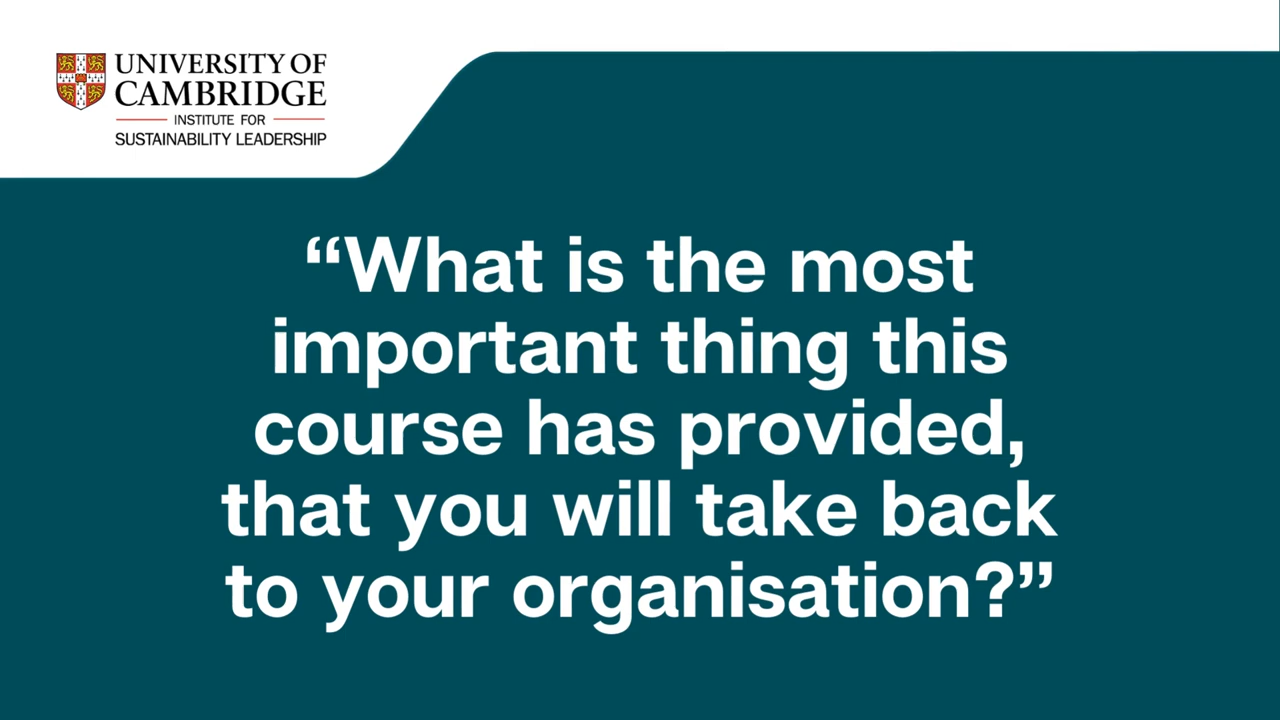 UNIVERSITY OF
CAMBRIDGE
INSTITUTE FOR
SUSTAINABILITY LEADERSHIP
“What is the most
important thing this
course has provided,
that you will take back
to your organisation?”